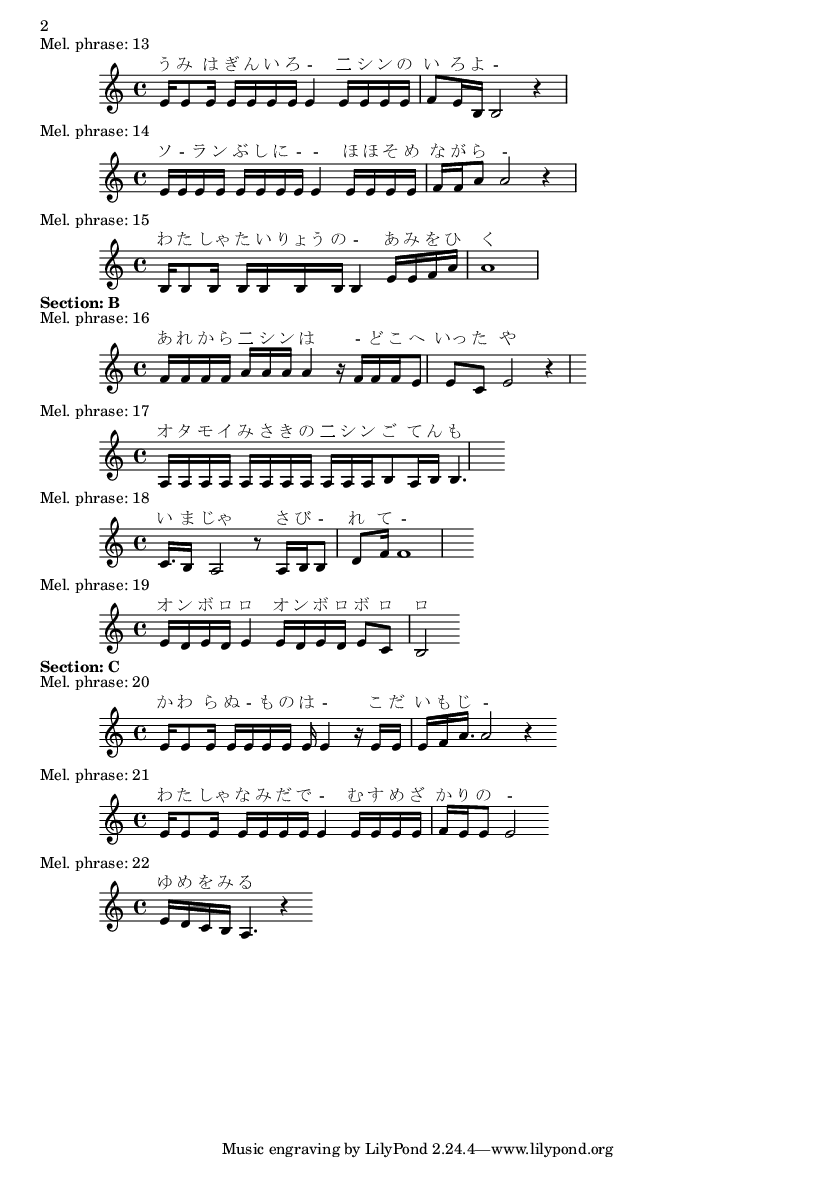 2
Mel. phrase: 13
うみ はぎんいろ - ニシンの い ろよ -
Mel. phrase: 14
ソ - ランぶしに - - ほほそめ ながら -
Mel. phrase: 15
わた しゃたいりょうの - あみをひ く
Section: B
Mel. phrase: 16
あれからニシンは - どこへ いった や
Mel. phrase: 17
オタモイみさきのニシンご てんも
Mel. phrase: 18
いまじゃ さび - れ て -
Mel. phrase: 19
オンボロロ オンボロボ ロ ロ
Section: C
Mel. phrase: 20
かわ らぬ - ものは - こだ いもじ -
Mel. phrase: 21
わた しゃなみだで - むすめざ かりの -
Mel. phrase: 22
ゆめをみる
Music engraving by LilyPond 2.24.4—www.lilypond.org